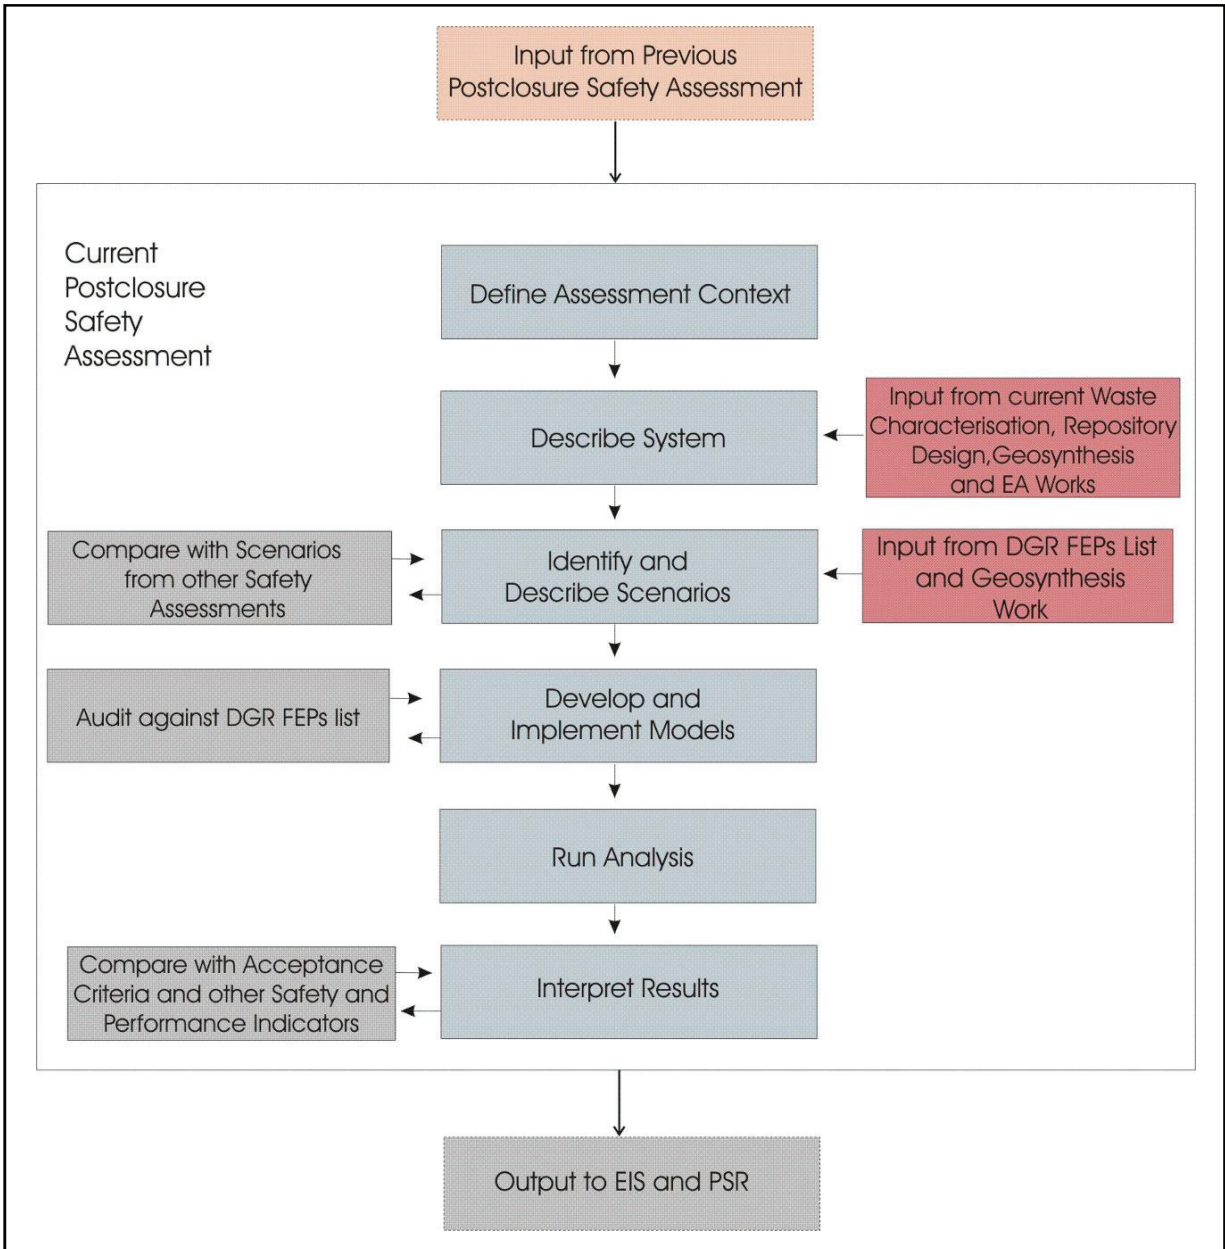 Input from Previous
Postclosure Safety Assessment
Current
Postclosure
Safety
Assessment
Define Assessment Context
Describe System
Input from current Waste
Characterisation, Repository
Design,Geosynthesis
and EA Works
Compare with Scenarios
from other Safety
Assessments
Identify and
Describe Scenarios
Input from DGR FEPs List
and Geosynthesis
Work
Audit against DGR FEPs list
Develop and
Implement Models
Run Analysis
Compare with Acceptance
Criteria and other Safety and
Performance Indicators
Interpret Results
Output to EIS and PSR